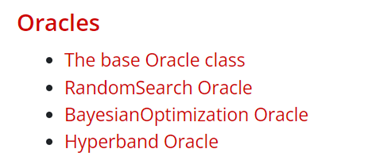 Oracles
The base Oracle class
RandomSearch Oracle
BayesianOptimization Oracle
Hyperband Oracle